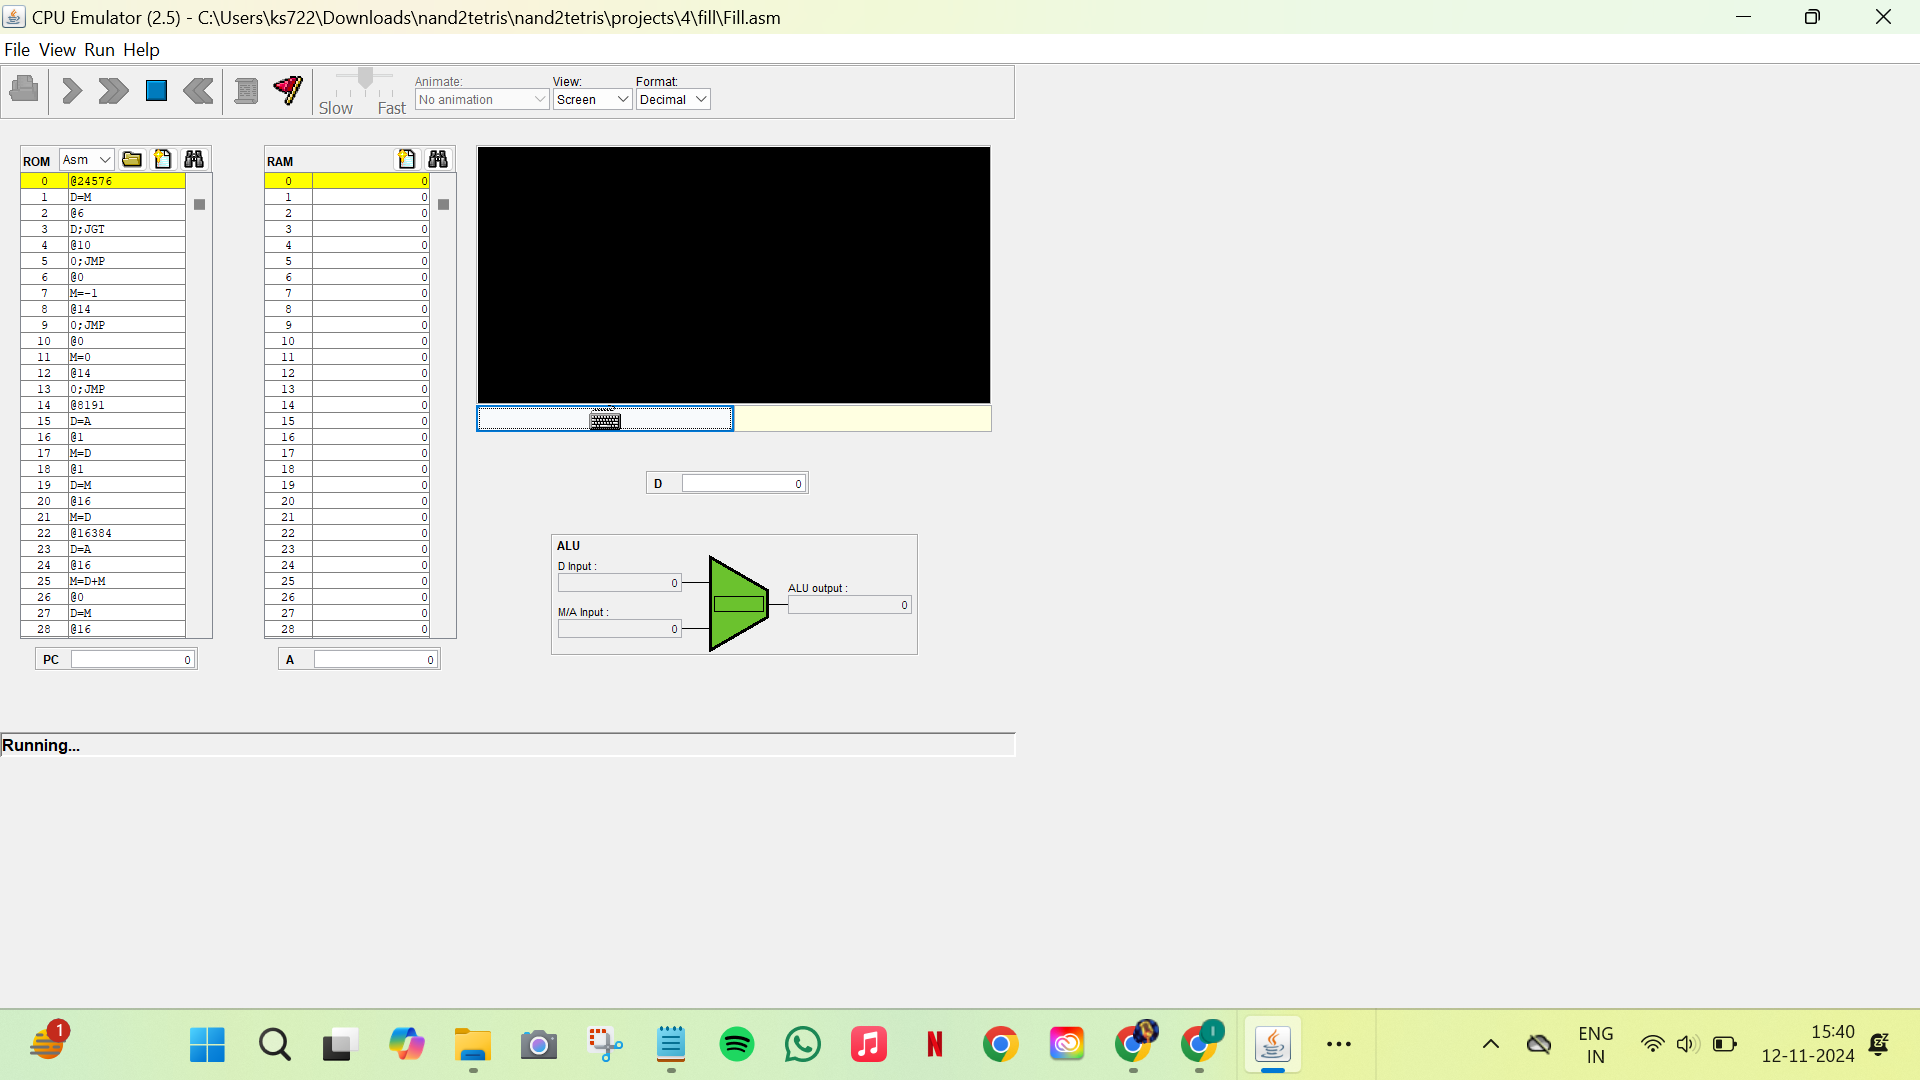 CPU Emulator (2.5) - C:\Users\ks722\Downloads\nand2tetris\nand2tetris\projects\4\fill\Fill.asm
File View Run Help
Slow Fast
Animate:
No animation
View:
Screen
Format:
Decimal
ROM Asm
0 @24576
1 D=M
2 @6
3 D;JGT
4 @10
5 0;JMP
6 @0
7 M=-1
8 @14
9 0;JMP
10 @0
11 M=0
12 @14
13 0;JMP
14 @8191
15 D=A
16 @1
17 M=D
18 @1
19 D=M
20 @16
21 M=D
22 @16384
23 D=A
24 @16
25 M=D+M
26 @0
27 D=M
28 @16
PC 0
RAM
0 0
1 0
2 0
3 0
4 0
5 0
6 0
7 0
8 0
9 0
10 0
11 0
12 0
13 0
14 0
15 0
16 0
17 0
18 0
19 0
20 0
21 0
22 0
23 0
24 0
25 0
26 0
27 0
28 0
A 0
D 0
ALU
D Input :
0
M/A Input :
0
ALU output :
0
Running...
1
N
ENG
IN
15:40
12-11-2024